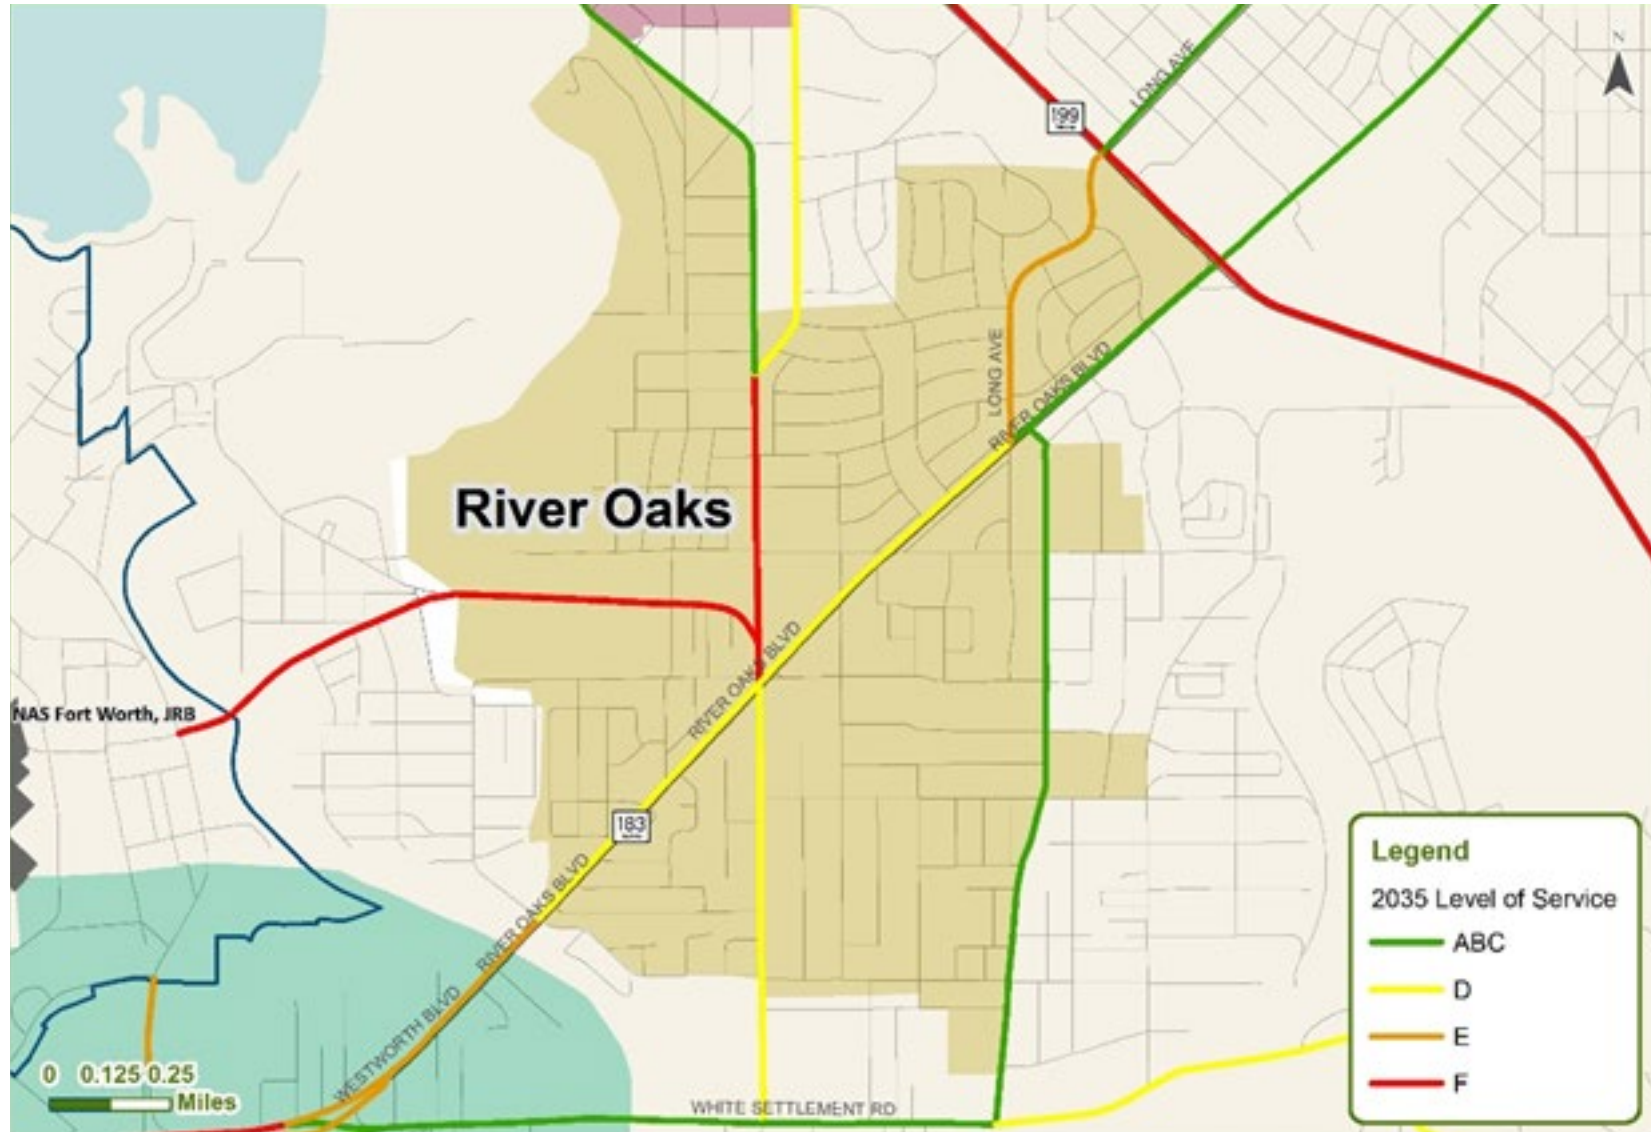 N
LONG AVE
199
LONG AVE
RIVER OAKS BLVD
River Oaks
RIVER OAKS BLVD
NAS Fort Worth, JRB
183
RIVER OAKS BLVD
WESTWORTH BLVD
WHITE SETTLEMENT RD
0 0.125 0.25
Miles
Legend
2035 Level of Service
ABC
D
E
F